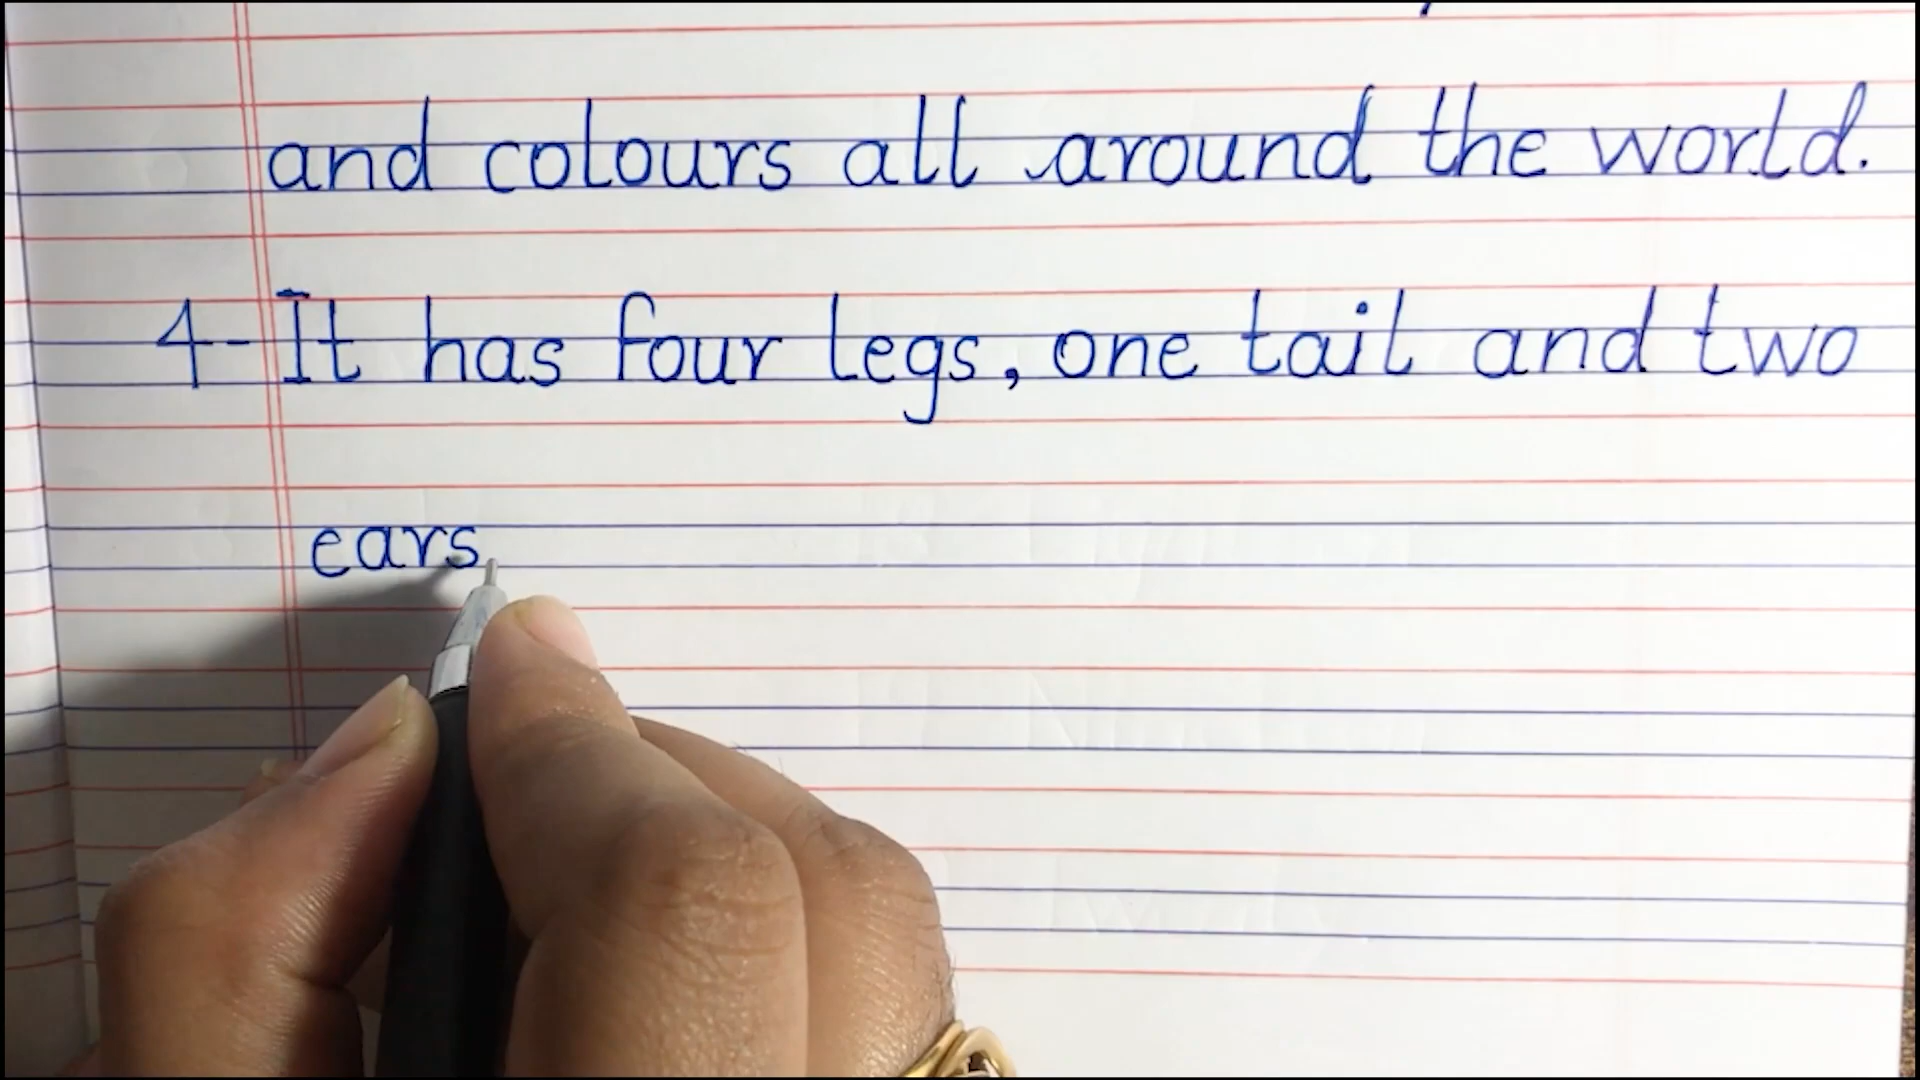 and colours all around the world.
4- It has four legs, one tail and two
ears